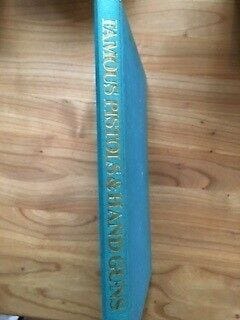 FAMOUS PISTOLS & HAND GUNS